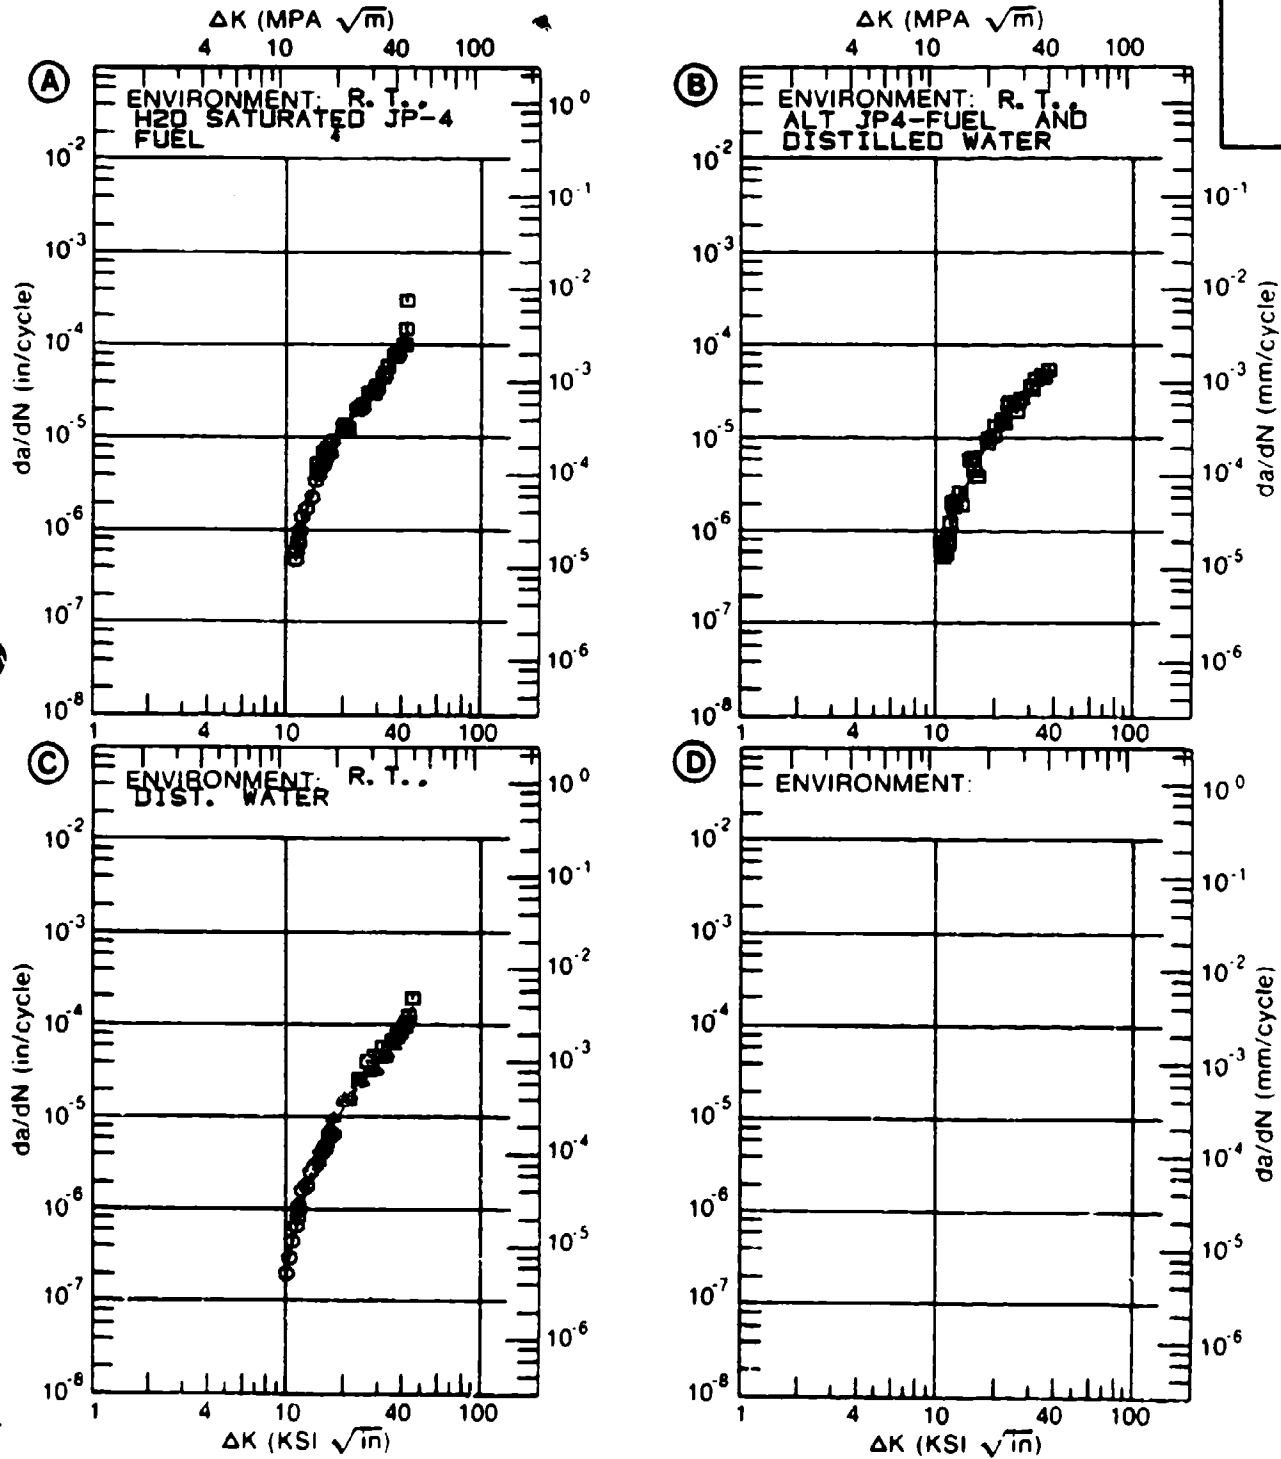 ΔK (MPA √m)
4 10 40 100
A
ENVIRONMENT: R. T.,
H2O SATURATED JP-4
FUEL
10^0
10^-1
10^-2
10^-3
10^-4
10^-5
10^-6
10^-2
10^-3
10^-4
10^-5
10^-6
10^-7
10^-8
da/dN (in/cycle)
1 4 10 40 100
ΔK (MPA √m)
4 10 40 100
B
ENVIRONMENT: R. T.,
ALT JP4-FUEL AND
DISTILLED WATER
10^-2
10^-3
10^-4
10^-5
10^-6
10^-7
10^-8
10^-1
10^-2
10^-3
10^-4
10^-5
10^-6
da/dN (mm/cycle)
1 4 10 40 100
C
ENVIRONMENT: R. T..
DIST. WATER
10^-2
10^-3
10^-4
10^-5
10^-6
10^-7
10^-8
da/dN (in/cycle)
10^0
10^-1
10^-2
10^-3
10^-4
10^-5
10^-6
1 4 10 40 100
ΔK (KSI √in)
D
ENVIRONMENT:
10^-2
10^-3
10^-4
10^-5
10^-6
10^-7
10^-8
10^0
10^-1
10^-2
10^-3
10^-4
10^-5
10^-6
da/dN (mm/cycle)
1 4 10 40 100
ΔK (KSI √in)